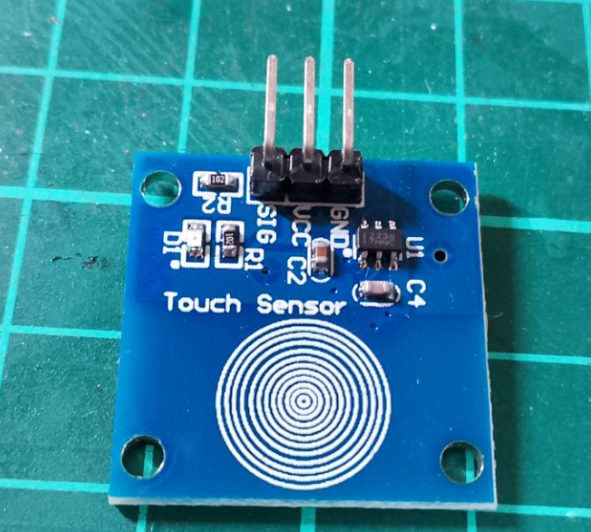 102
R2
SIG
VCC
GND
D1
R1
C2
U1
C4
Touch Sensor